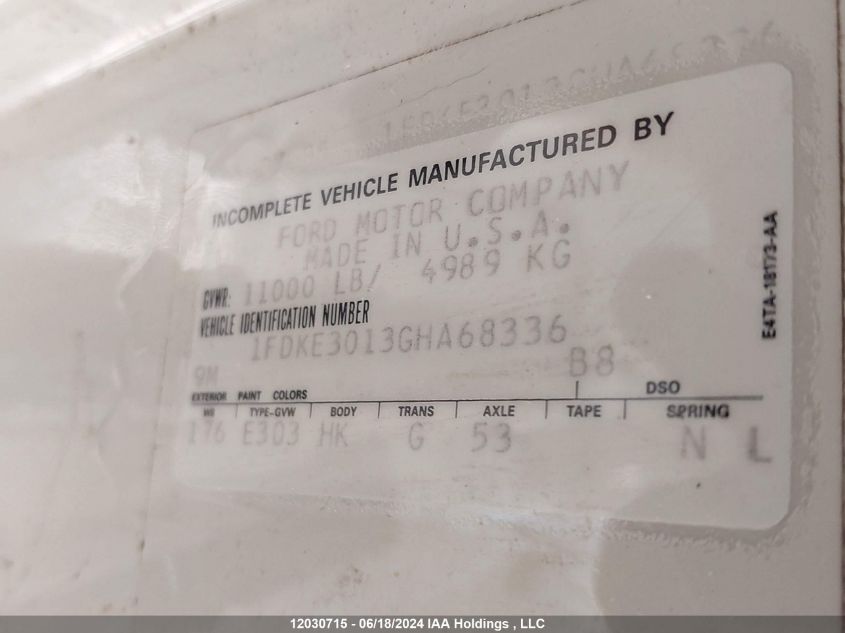 1FDKE3013GHA68336
INCOMPLETE VEHICLE MANUFACTURED BY
FORD MOTOR COMPANY
MADE IN U.S.A.
GVWR: 11000 LB/ 4989 KG
VEHICLE IDENTIFICATION NUMBER
1FDKE3013GHA68336
9M B8
EXTERIOR PAINT COLORS DSO
WB TYPE-GVW BODY TRANS AXLE TAPE SPRING
176 E303 HK G 53 N L
E4TA-18173-AA
12030715 - 06/18/2024 IAA Holdings , LLC